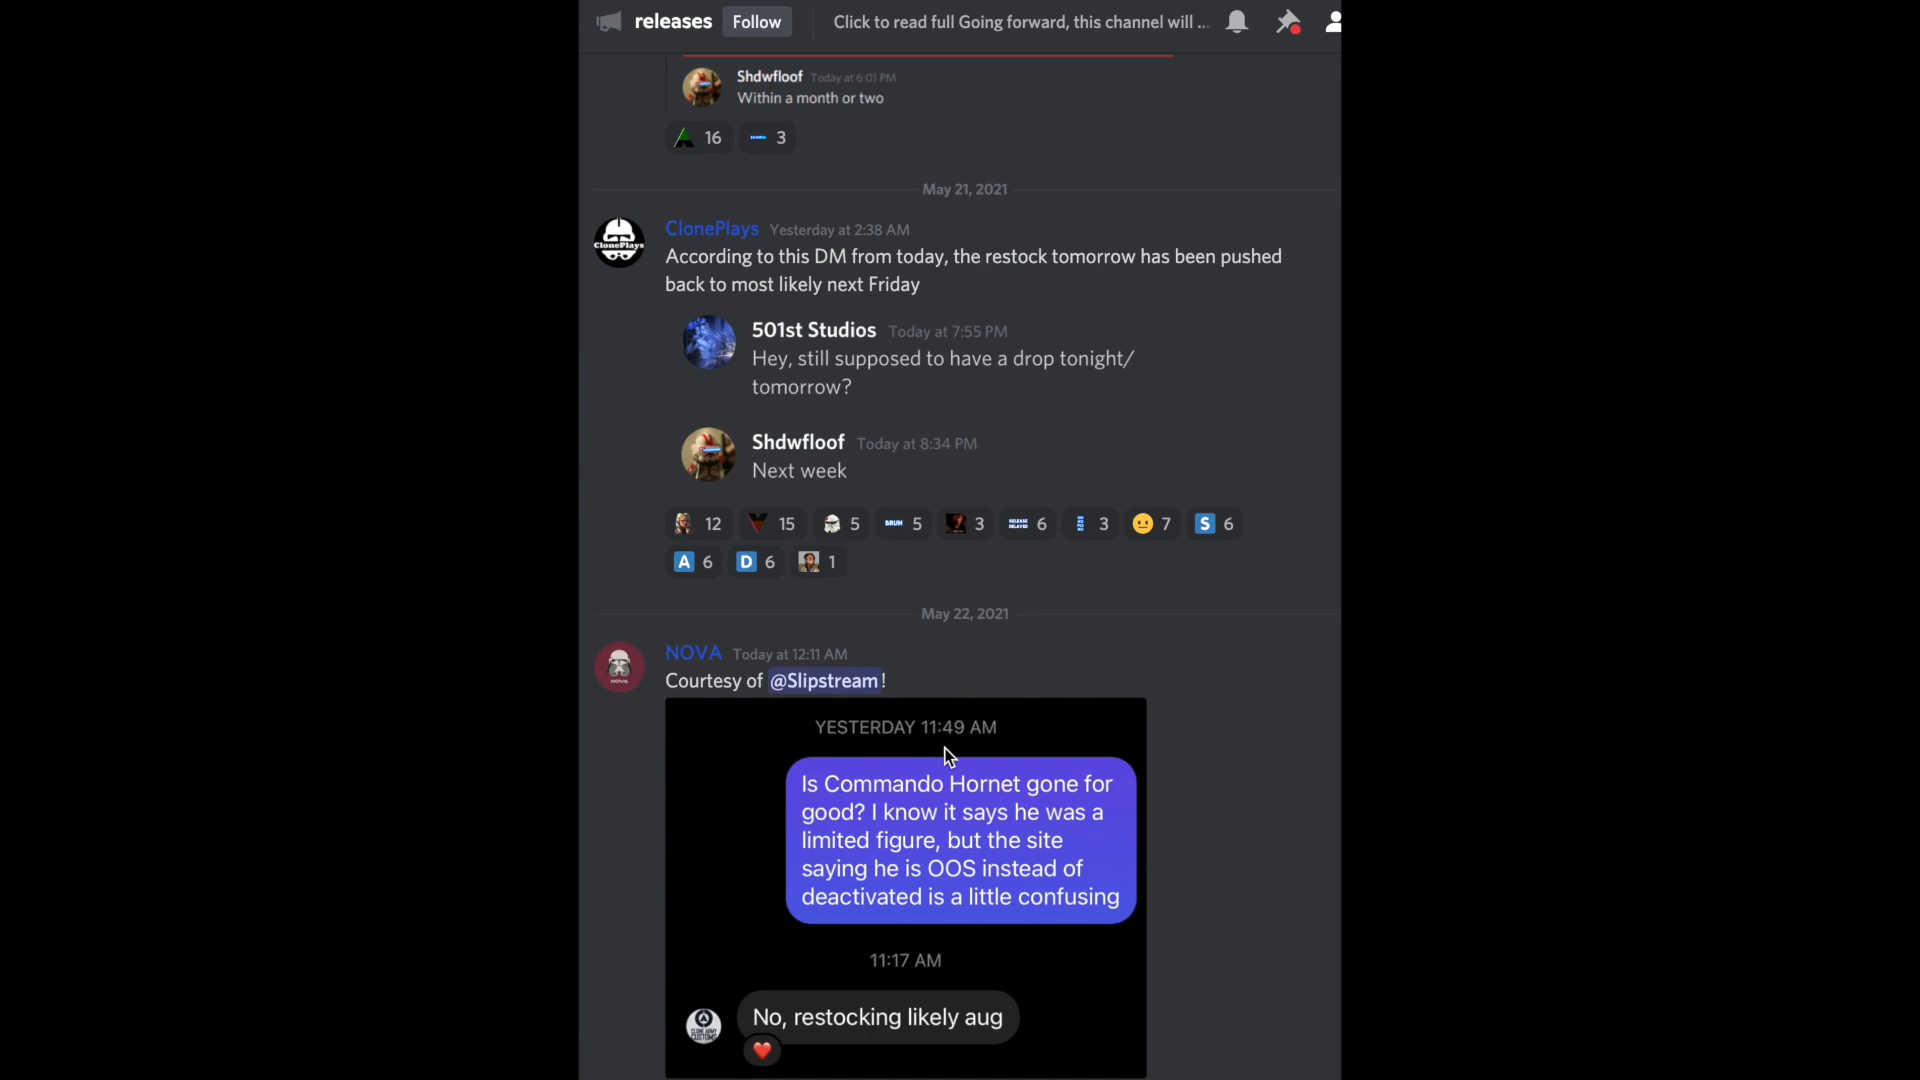 releases Follow Click to read full Going forward, this channel will ...
Shdwfloof Today at 6:01 PM
Within a month or two
16 3
May 21, 2021
ClonePlays Yesterday at 2:38 AM
ClonePlays
According to this DM from today, the restock tomorrow has been pushed
back to most likely next Friday
501st Studios Today at 7:55 PM
Hey, still supposed to have a drop tonight/
tomorrow?
Shdwfloof Today at 8:34 PM
Next week
12 15 5 BRUH 5 3 RELEASE DELAYED 6 3 7 S 6
A 6 D 6 1
May 22, 2021
NOVA Today at 12:11 AM
NOVA
Courtesy of @Slipstream!
YESTERDAY 11:49 AM
Is Commando Hornet gone for
good? I know it says he was a
limited figure, but the site
saying he is OOS instead of
deactivated is a little confusing
11:17 AM
No, restocking likely aug
CLONE ARMY
CUSTOMS